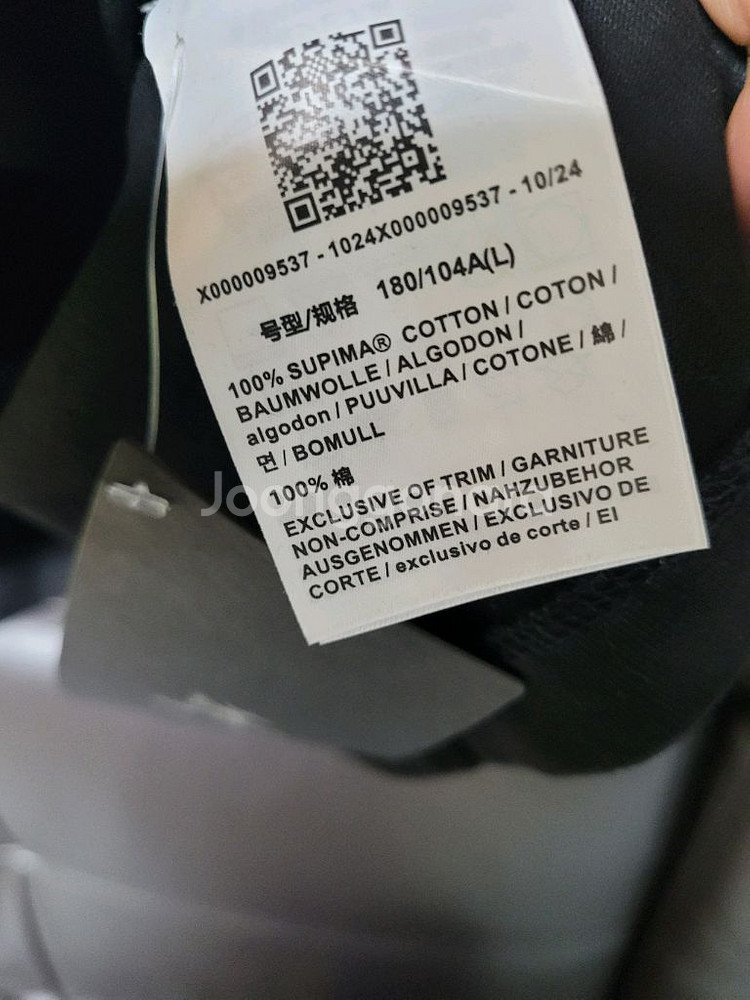 X000009537 - 1024X000009537 - 10/24
号型/规格 180/104A(L)
100% SUPIMA® COTTON / COTON /
BAUMWOLLE / ALGODON /
algodon / PUUVILLA / COTONE / 綿 /
면 / BOMULL
100% 棉
EXCLUSIVE OF TRIM / GARNITURE
NON-COMPRISE / NAHZUBEHOR
AUSGENOMMEN / EXCLUSIVO DE
CORTE / exclusivo de corte / EI